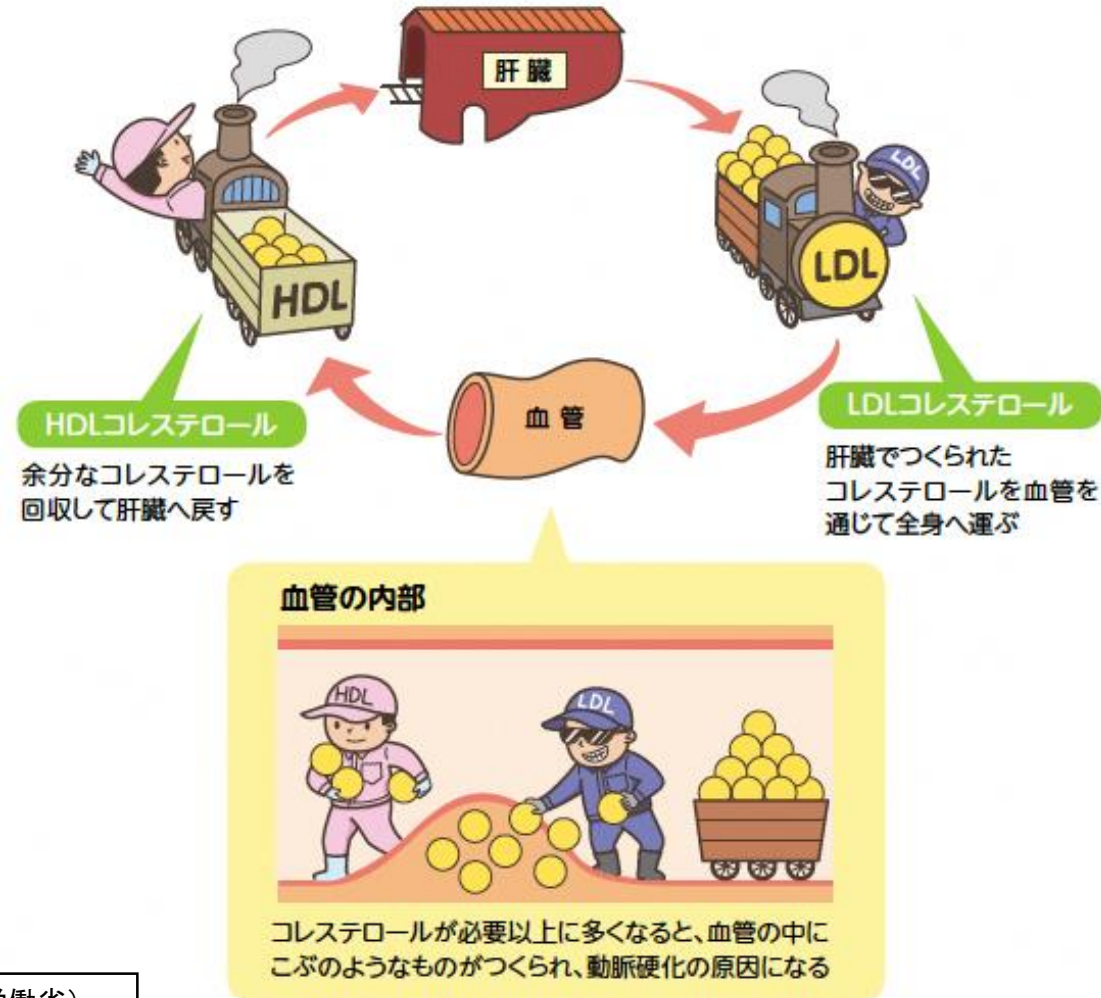 肝臓
HDL
LDL
LDL
血管
HDLコレステロール
余分なコレステロールを
回収して肝臓へ戻す
LDLコレステロール
肝臓でつくられた
コレステロールを血管を
通じて全身へ運ぶ
血管の内部
HDL
LDL
コレステロールが必要以上に多くなると、血管の中に
こぶのようなものがつくられ、動脈硬化の原因になる
働省）